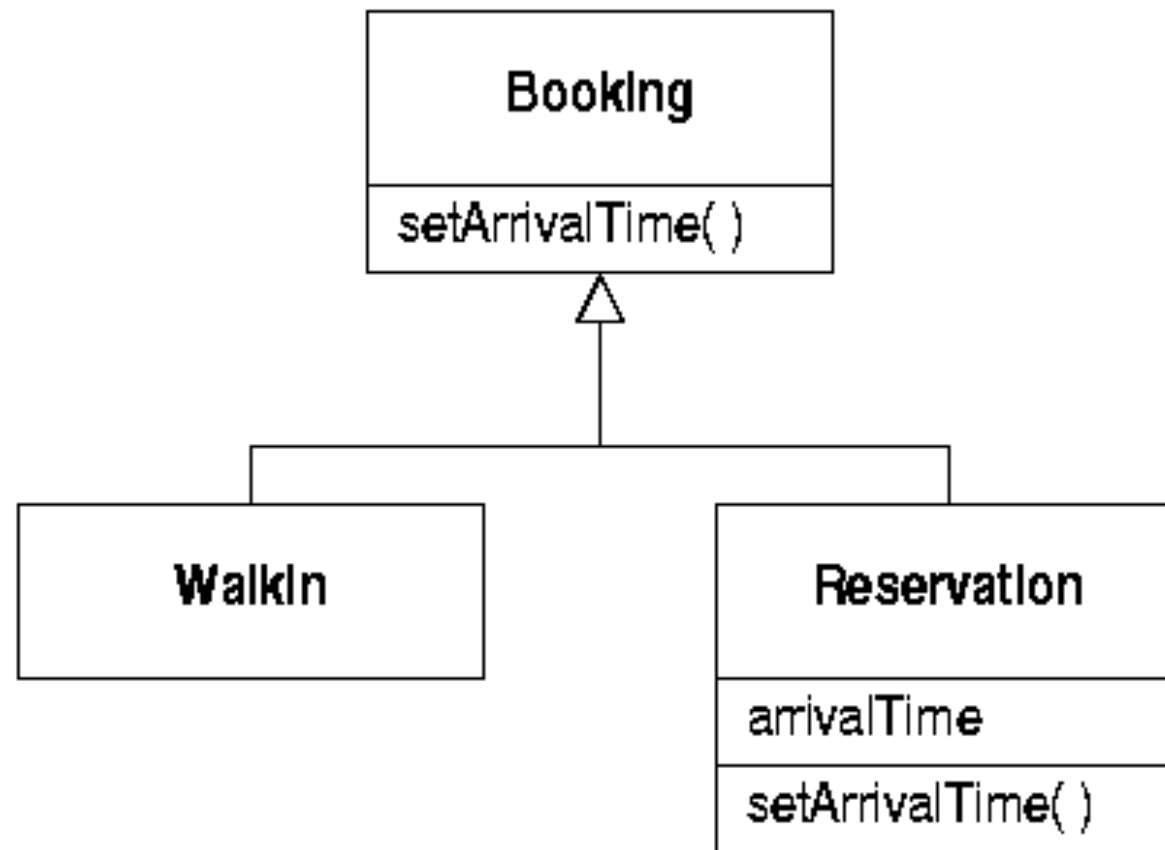 Booking
setArrivalTime( )
WalkIn
Reservation
arrivalTime
setArrivalTime( )